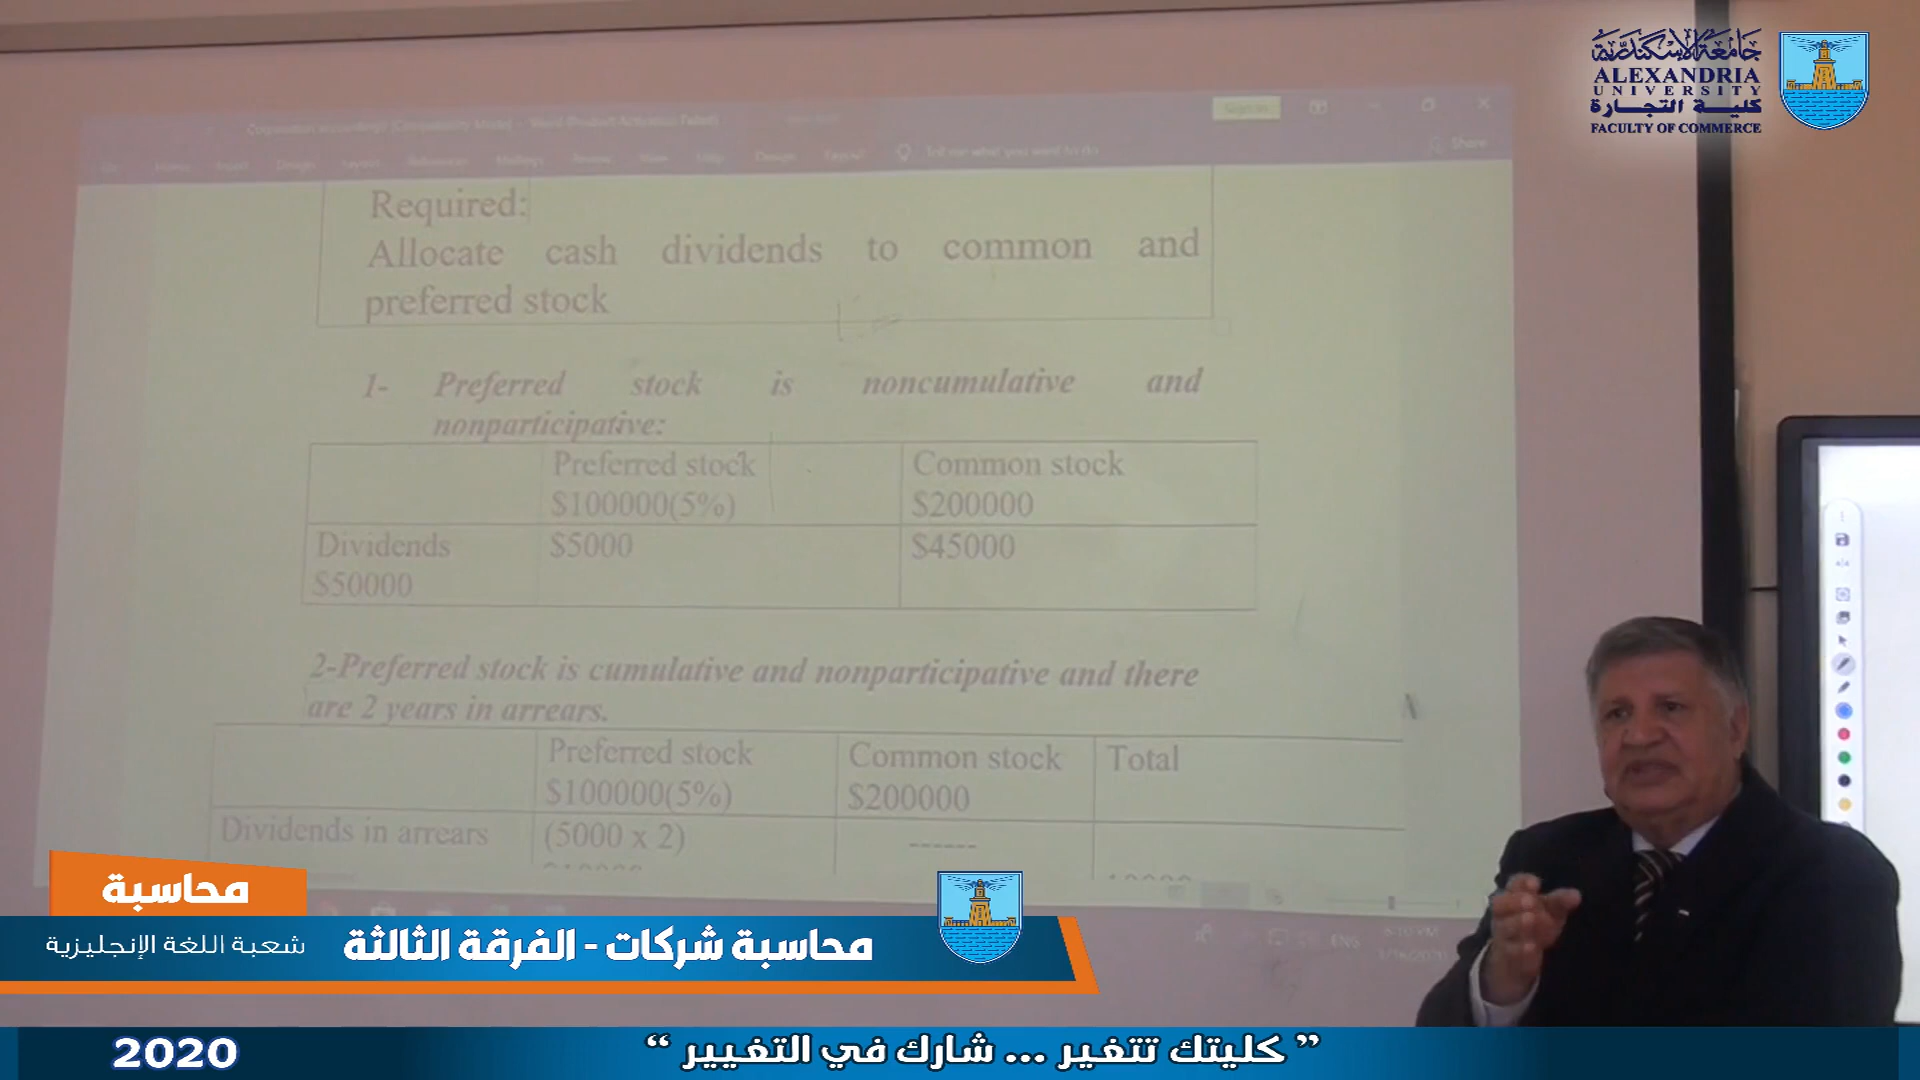 جامعة الإسكندرية
ALEXANDRIA
UNIVERSITY
كلية التجارة
FACULTY OF COMMERCE
Share
Required:
Allocate cash dividends to common and
preferred stock
1- Preferred stock is noncumulative and
nonparticipative:
Preferred stock
$100000(5%)
Common stock
$200000
Dividends
$50000
$5000
$45000
2-Preferred stock is cumulative and nonparticipative and there
are 2 years in arrears.
Preferred stock
$100000(5%)
Common stock
$200000
Total
Dividends in arrears
(5000 x 2)
------
ENG
محاسبة
محاسبة شركات - الفرقة الثالثة
شعبة اللغة الإنجليزية
” كليتك تتغير ... شارك في التغيير “
2020